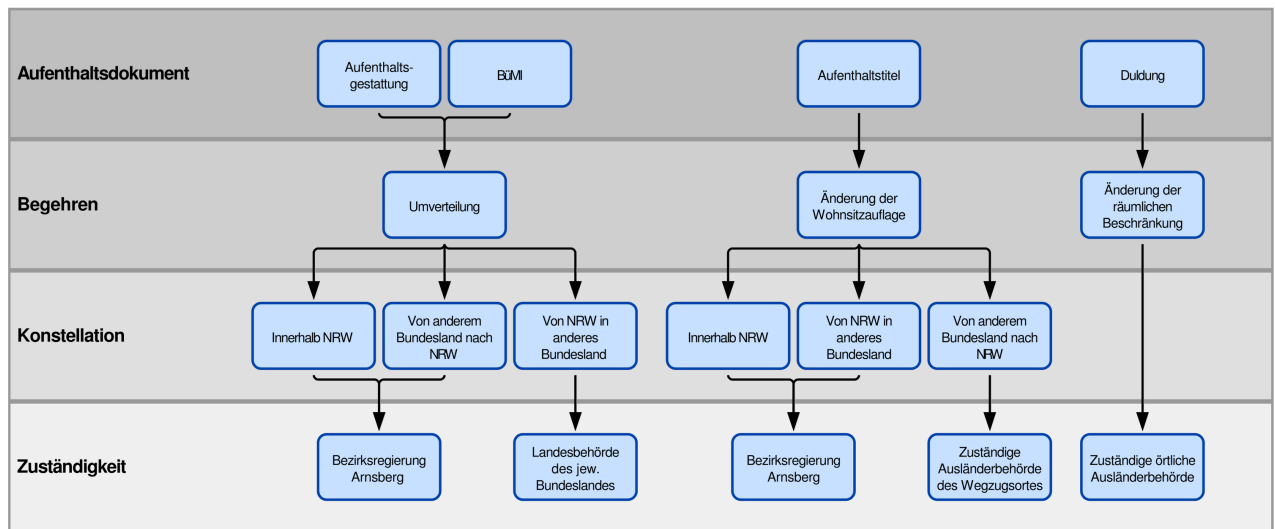 Aufenthaltsdokument
Aufenthalts-
gestattung
BüMI
Aufenthaltstitel
Duldung
Begehren
Umverteilung
Änderung der
Wohnsitzauflage
Änderung der
räumlichen
Beschränkung
Konstellation
Innerhalb NRW
Von anderem
Bundesland nach
NRW
Von NRW in
anderes
Bundesland
Innerhalb NRW
Von NRW in
anderes
Bundesland
Von anderem
Bundesland nach
NRW
Zuständigkeit
Bezirksregierung
Arnsberg
Landesbehörde
des jew.
Bundeslandes
Bezirksregierung
Arnsberg
Zuständige
Ausländerbehörde
des Wegzugsortes
Zuständige örtliche
Ausländerbehörde